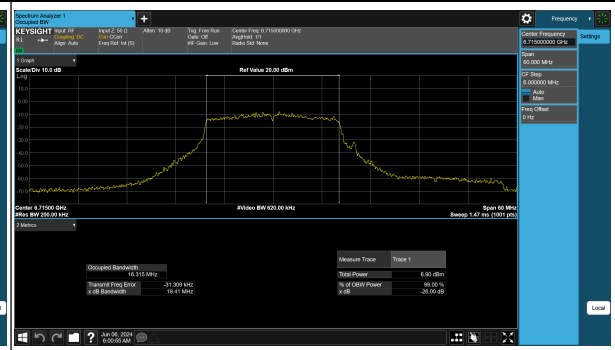 Spectrum Analyzer 1
Occupied BW
Frequency
KEYSIGHT
Input: RF
Input Z: 50 Ω
Atten: 10 dB
Trig: Free Run
Center Freq: 6.715000000 GHz
Coupling: DC
Corr CCorr
Gate: Off
Avg|Hold: 1/1
Align: Auto
Freq Ref: Int (S)
#IF Gain: Low
Radio Std: None
Center Frequency
6.715000000 GHz
Settings
Span
60.000 MHz
CF Step
6.000000 MHz
Auto
Man
Freq Offset
0 Hz
1 Graph
Scale/Div 10.0 dB
Ref Value 20.00 dBm
Log
10.0
0.00
-10.0
-20.0
-30.0
-40.0
-50.0
-60.0
-70.0
Center 6.71500 GHz
#Video BW 620.00 kHz
Span 60 MHz
#Res BW 200.00 kHz
Sweep 1.47 ms (1001 pts)
2 Metrics
Measure Trace
Trace 1
Occupied Bandwidth
16.315 MHz
Total Power
6.90 dBm
Transmit Freq Error
-31.309 kHz
% of OBW Power
99.00 %
x dB Bandwidth
19.41 MHz
x dB
-26.00 dB
Local
Jun 06, 2024
6:00:55 AM